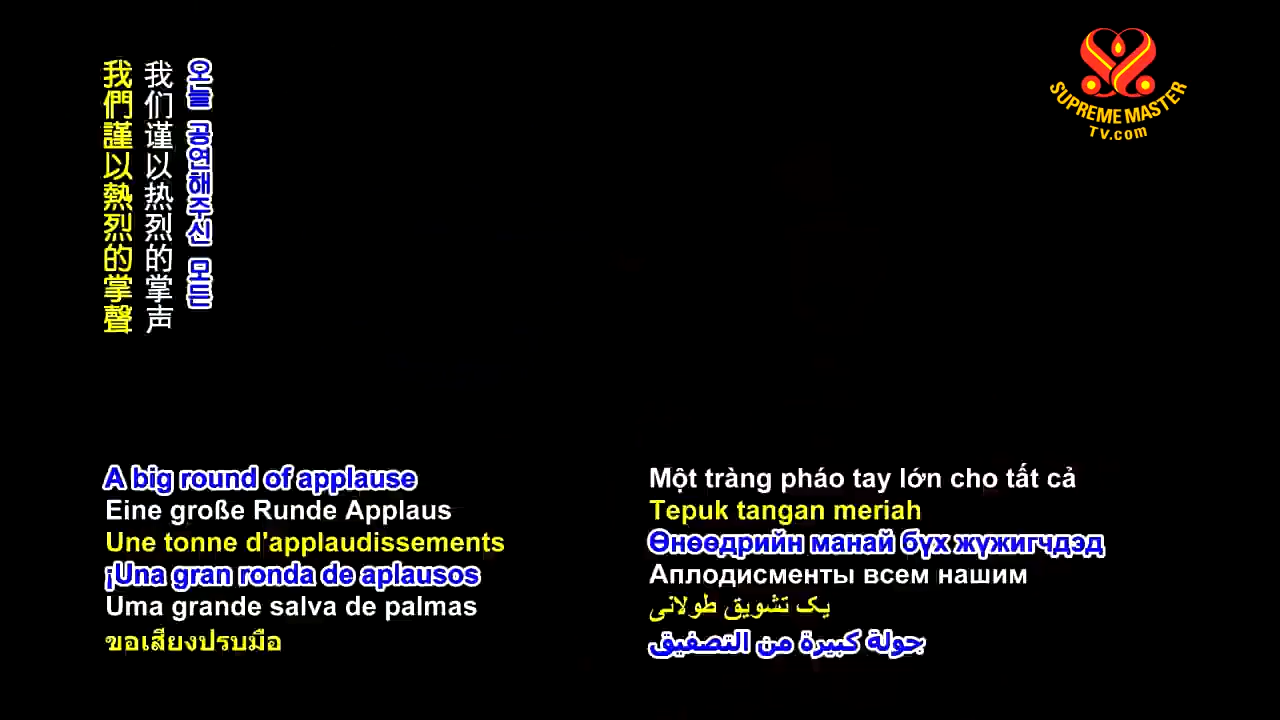 我們謹以熱烈的掌聲
我们谨以热烈的掌声
오늘 공연해주신 모든
SUPREME MASTER
TV.com
A big round of applause
Eine große Runde Applaus
Une tonne d'applaudissements
¡Una gran ronda de aplausos
Uma grande salva de palmas
ขอเสียงปรบมือ
Một tràng pháo tay lớn cho tất cả
Tepuk tangan meriah
Өнөөдрийн манай бүх жүжигчдэд
Аплодисменты всем нашим
یک تشویق طولانی
جولة كبيرة من التصفيق